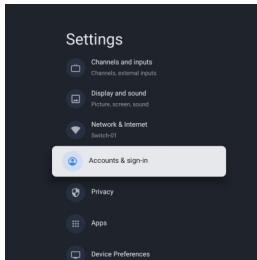 Settings
Channels and inputs
Channels, external inputs
Display and sound
Picture, screen, sound
Network & Internet
Switch-01
Accounts & sign-in
Privacy
Apps
Device Preferences